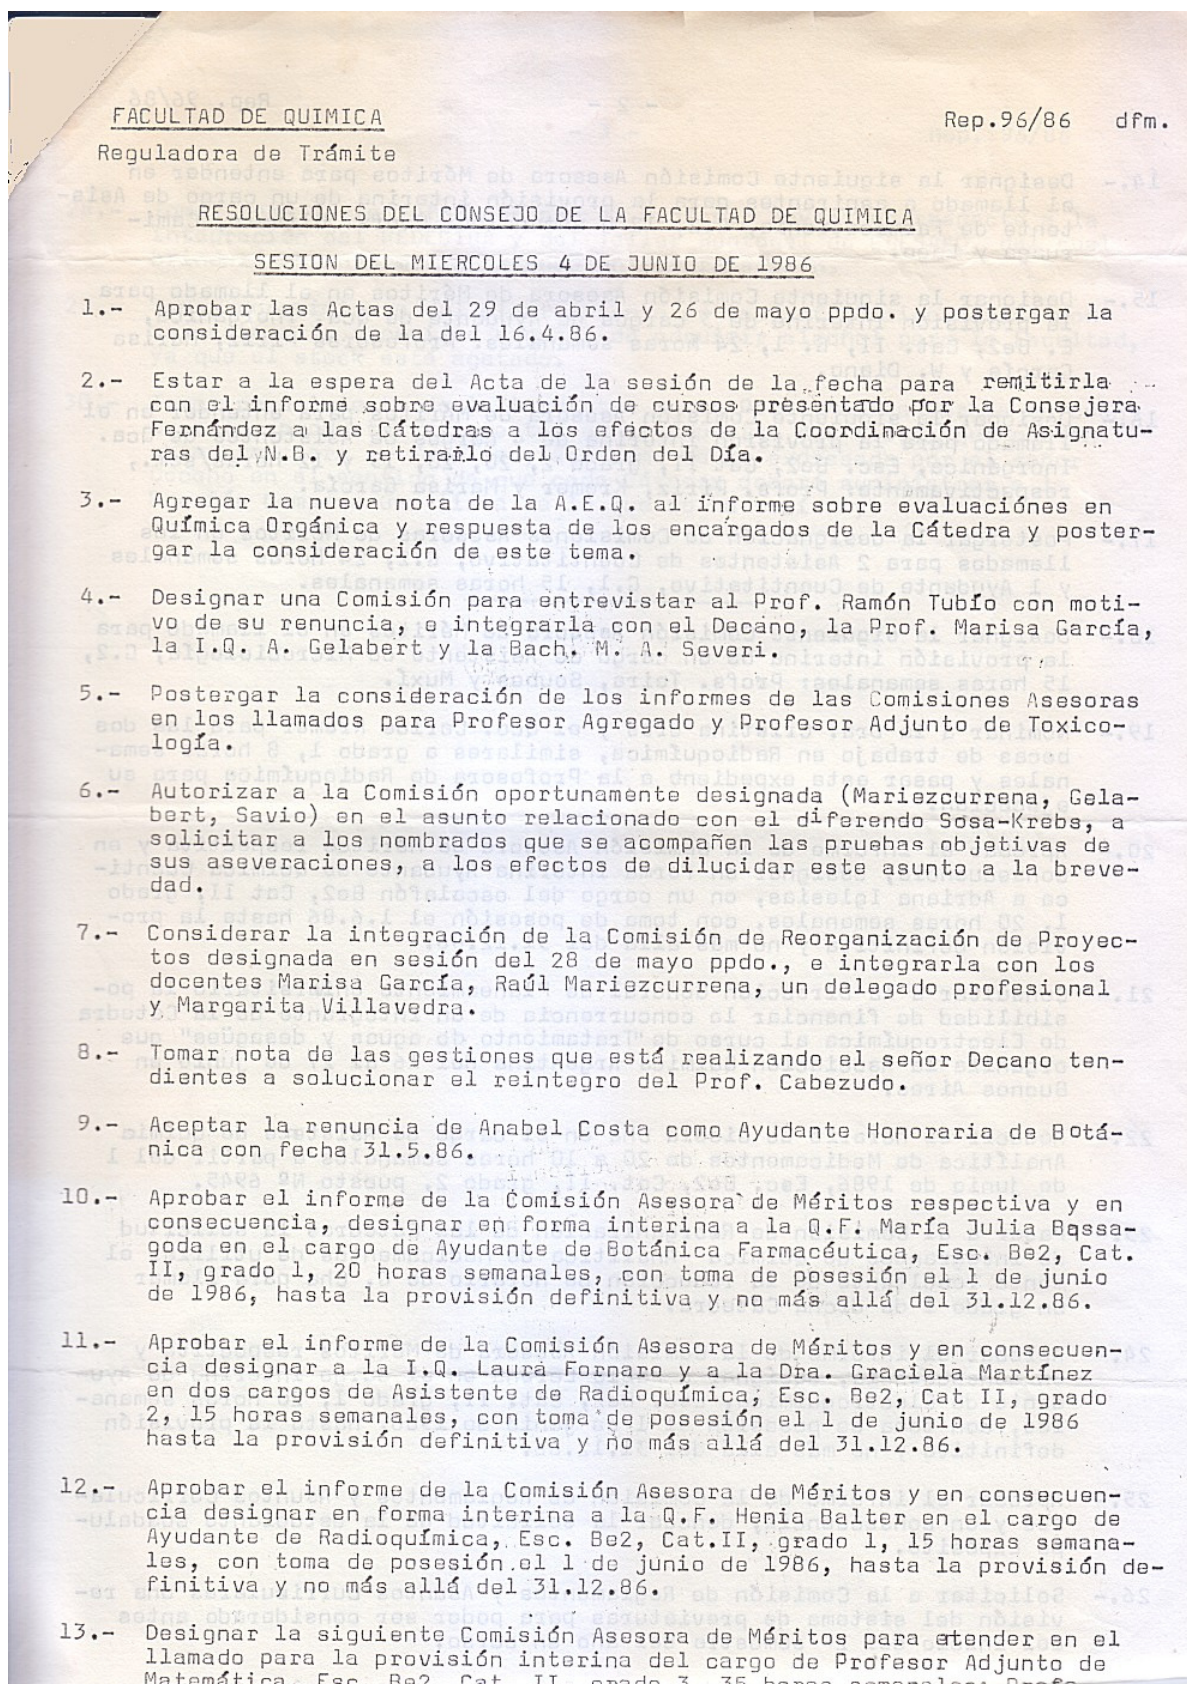 FACULTAD DE QUIMICA
Rep.96/86 dfm.
Reguladora de Trámite
RESOLUCIONES DEL CONSEJO DE LA FACULTAD DE QUIMICA
SESION DEL MIERCOLES 4 DE JUNIO DE 1986
1.- Aprobar las Actas del 29 de abril y 26 de mayo ppdo. y postergar la
consideración de la del 16.4.86.
2.- Estar a la espera del Acta de la sesión de la fecha para remitirla
con el informe sobre evaluación de cursos presentado por la Consejera
Fernández a las Cátedras a los efectos de la Coordinación de Asignatu-
ras del N.B. y retirarlo del Orden del Día.
3.- Agregar la nueva nota de la A.E.Q. al informe sobre evaluaciónes en
Química Orgánica y respuesta de los encargados de la Cátedra y poster-
gar la consideración de este tema.
4.- Designar una Comisión para entrevistar al Prof. Ramón Tubío con moti-
vo de su renuncia, e integrarla con el Decano, la Prof. Marisa García,
la I.Q. A. Gelabert y la Bach. M. A. Severi.
5.- Postergar la consideración de los informes de las Comisiones Asesoras
en los llamados para Profesor Agregado y Profesor Adjunto de Toxico-
logía.
6.- Autorizar a la Comisión oportunamente designada (Mariezcurrena, Gela-
bert, Savio) en el asunto relacionado con el diferendo Sosa-Krebs, a
solicitar a los nombrados que se acompañen las pruebas objetivas de
sus aseveraciones, a los efectos de dilucidar este asunto a la breve-
dad.
7.- Considerar la integración de la Comisión de Reorganización de Proyec-
tos designada en sesión del 28 de mayo ppdo., e integrarla con los
docentes Marisa García, Raúl Mariezcurrena, un delegado profesional
y Margarita Villavedra.
8.- Tomar nota de las gestiones que está realizando el señor Decano ten-
dientes a solucionar el reintegro del Prof. Cabezudo.
9.- Aceptar la renuncia de Anabel Costa como Ayudante Honoraria de Botá-
nica con fecha 31.5.86.
10.- Aprobar el informe de la Comisión Asesora de Méritos respectiva y en
consecuencia, designar en forma interina a la Q.F. María Julia Bassa-
goda en el cargo de Ayudante de Botánica Farmacéutica, Esc. Be2, Cat.
II, grado 1, 20 horas semanales, con toma de posesión el 1 de junio
de 1986, hasta la provisión definitiva y no más allá del 31.12.86.
11.- Aprobar el informe de la Comisión Asesora de Méritos y en consecuen-
cia designar a la I.Q. Laura Fornaro y a la Dra. Graciela Martínez
en dos cargos de Asistente de Radioquímica, Esc. Be2, Cat II, grado
2, 15 horas semanales, con toma de posesión el 1 de junio de 1986
hasta la provisión definitiva y no más allá del 31.12.86.
12.- Aprobar el informe de la Comisión Asesora de Méritos y en consecuen-
cia designar en forma interina a la Q.F. Henia Balter en el cargo de
Ayudante de Radioquímica, Esc. Be2, Cat.II, grado 1, 15 horas semana-
les, con toma de posesión el 1 de junio de 1986, hasta la provisión de-
finitiva y no más allá del 31.12.86.
13.- Designar la siguiente Comisión Asesora de Méritos para atender en el
llamado para la provisión interina del cargo de Profesor Adjunto de
Matemática, Esc. Be2, Cat. II, grado 3, 35 horas semanales: Profs.